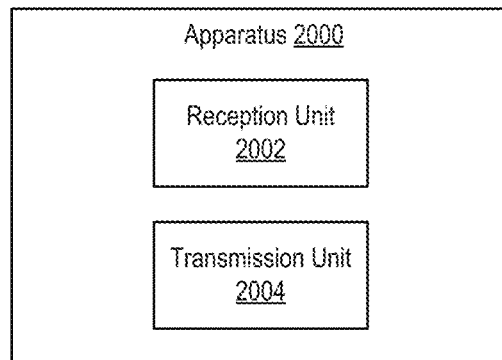 Apparatus 2000
Reception Unit
2002
Transmission Unit
2004